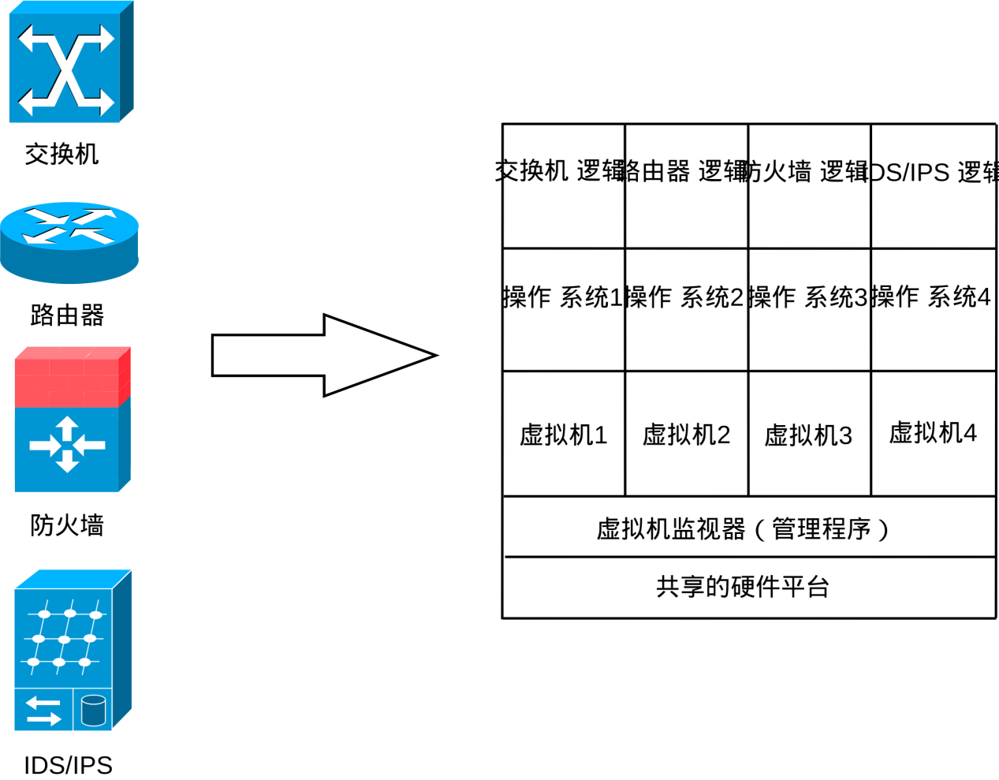 交换机
路由器
防火墙
IDS/IPS
交换机 逻辑
路由器 逻辑
防火墙 逻辑
IDS/IPS 逻辑
操作 系统1
操作 系统2
操作 系统3
操作 系统4
虚拟机1
虚拟机2
虚拟机3
虚拟机4
虚拟机监视器（管理程序）
共享的硬件平台